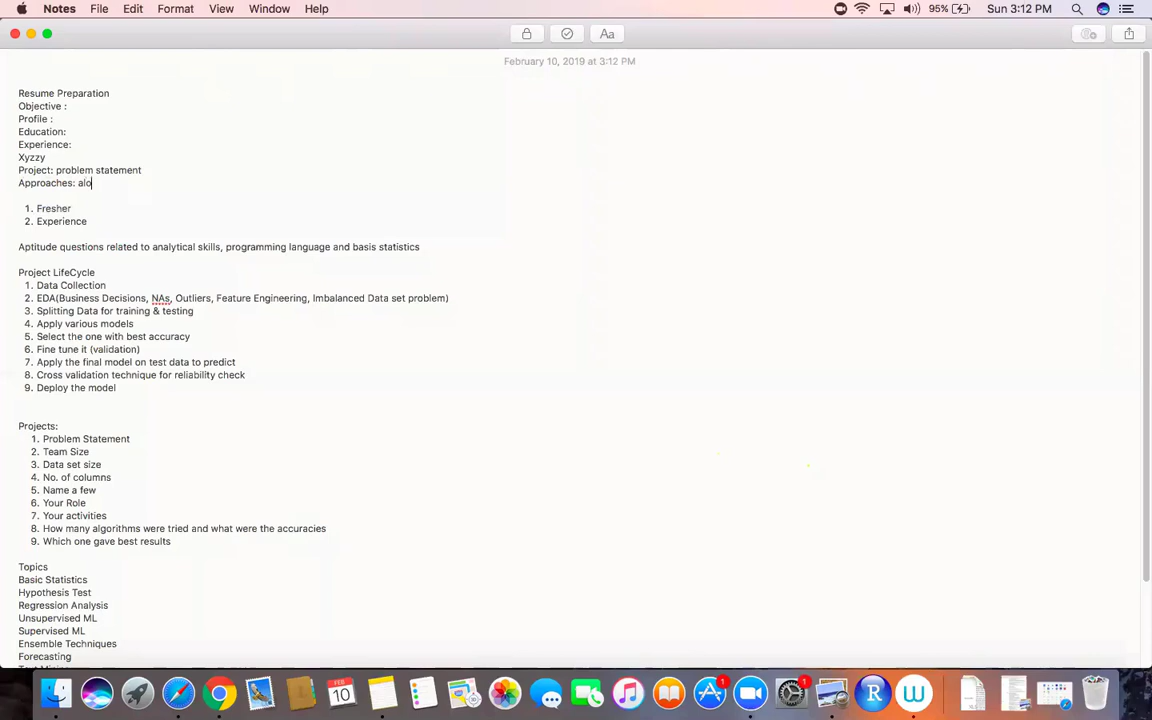 Notes File Edit Format View Window Help 95% Sun 3:12 PM
Aa
February 10, 2019 at 3:12 PM
Resume Preparation
Objective :
Profile :
Education:
Experience:
Xyzzy
Project: problem statement
Approaches: alo
1. Fresher
2. Experience
Aptitude questions related to analytical skills, programming language and basis statistics
Project LifeCycle
1. Data Collection
2. EDA(Business Decisions, NAs, Outliers, Feature Engineering, Imbalanced Data set problem)
3. Splitting Data for training & testing
4. Apply various models
5. Select the one with best accuracy
6. Fine tune it (validation)
7. Apply the final model on test data to predict
8. Cross validation technique for reliability check
9. Deploy the model
Projects:
1. Problem Statement
2. Team Size
3. Data set size
4. No. of columns
5. Name a few
6. Your Role
7. Your activities
8. How many algorithms were tried and what were the accuracies
9. Which one gave best results
Topics
Basic Statistics
Hypothesis Test
Regression Analysis
Unsupervised ML
Supervised ML
Ensemble Techniques
Forecasting
FEB
10
1
1
R
W